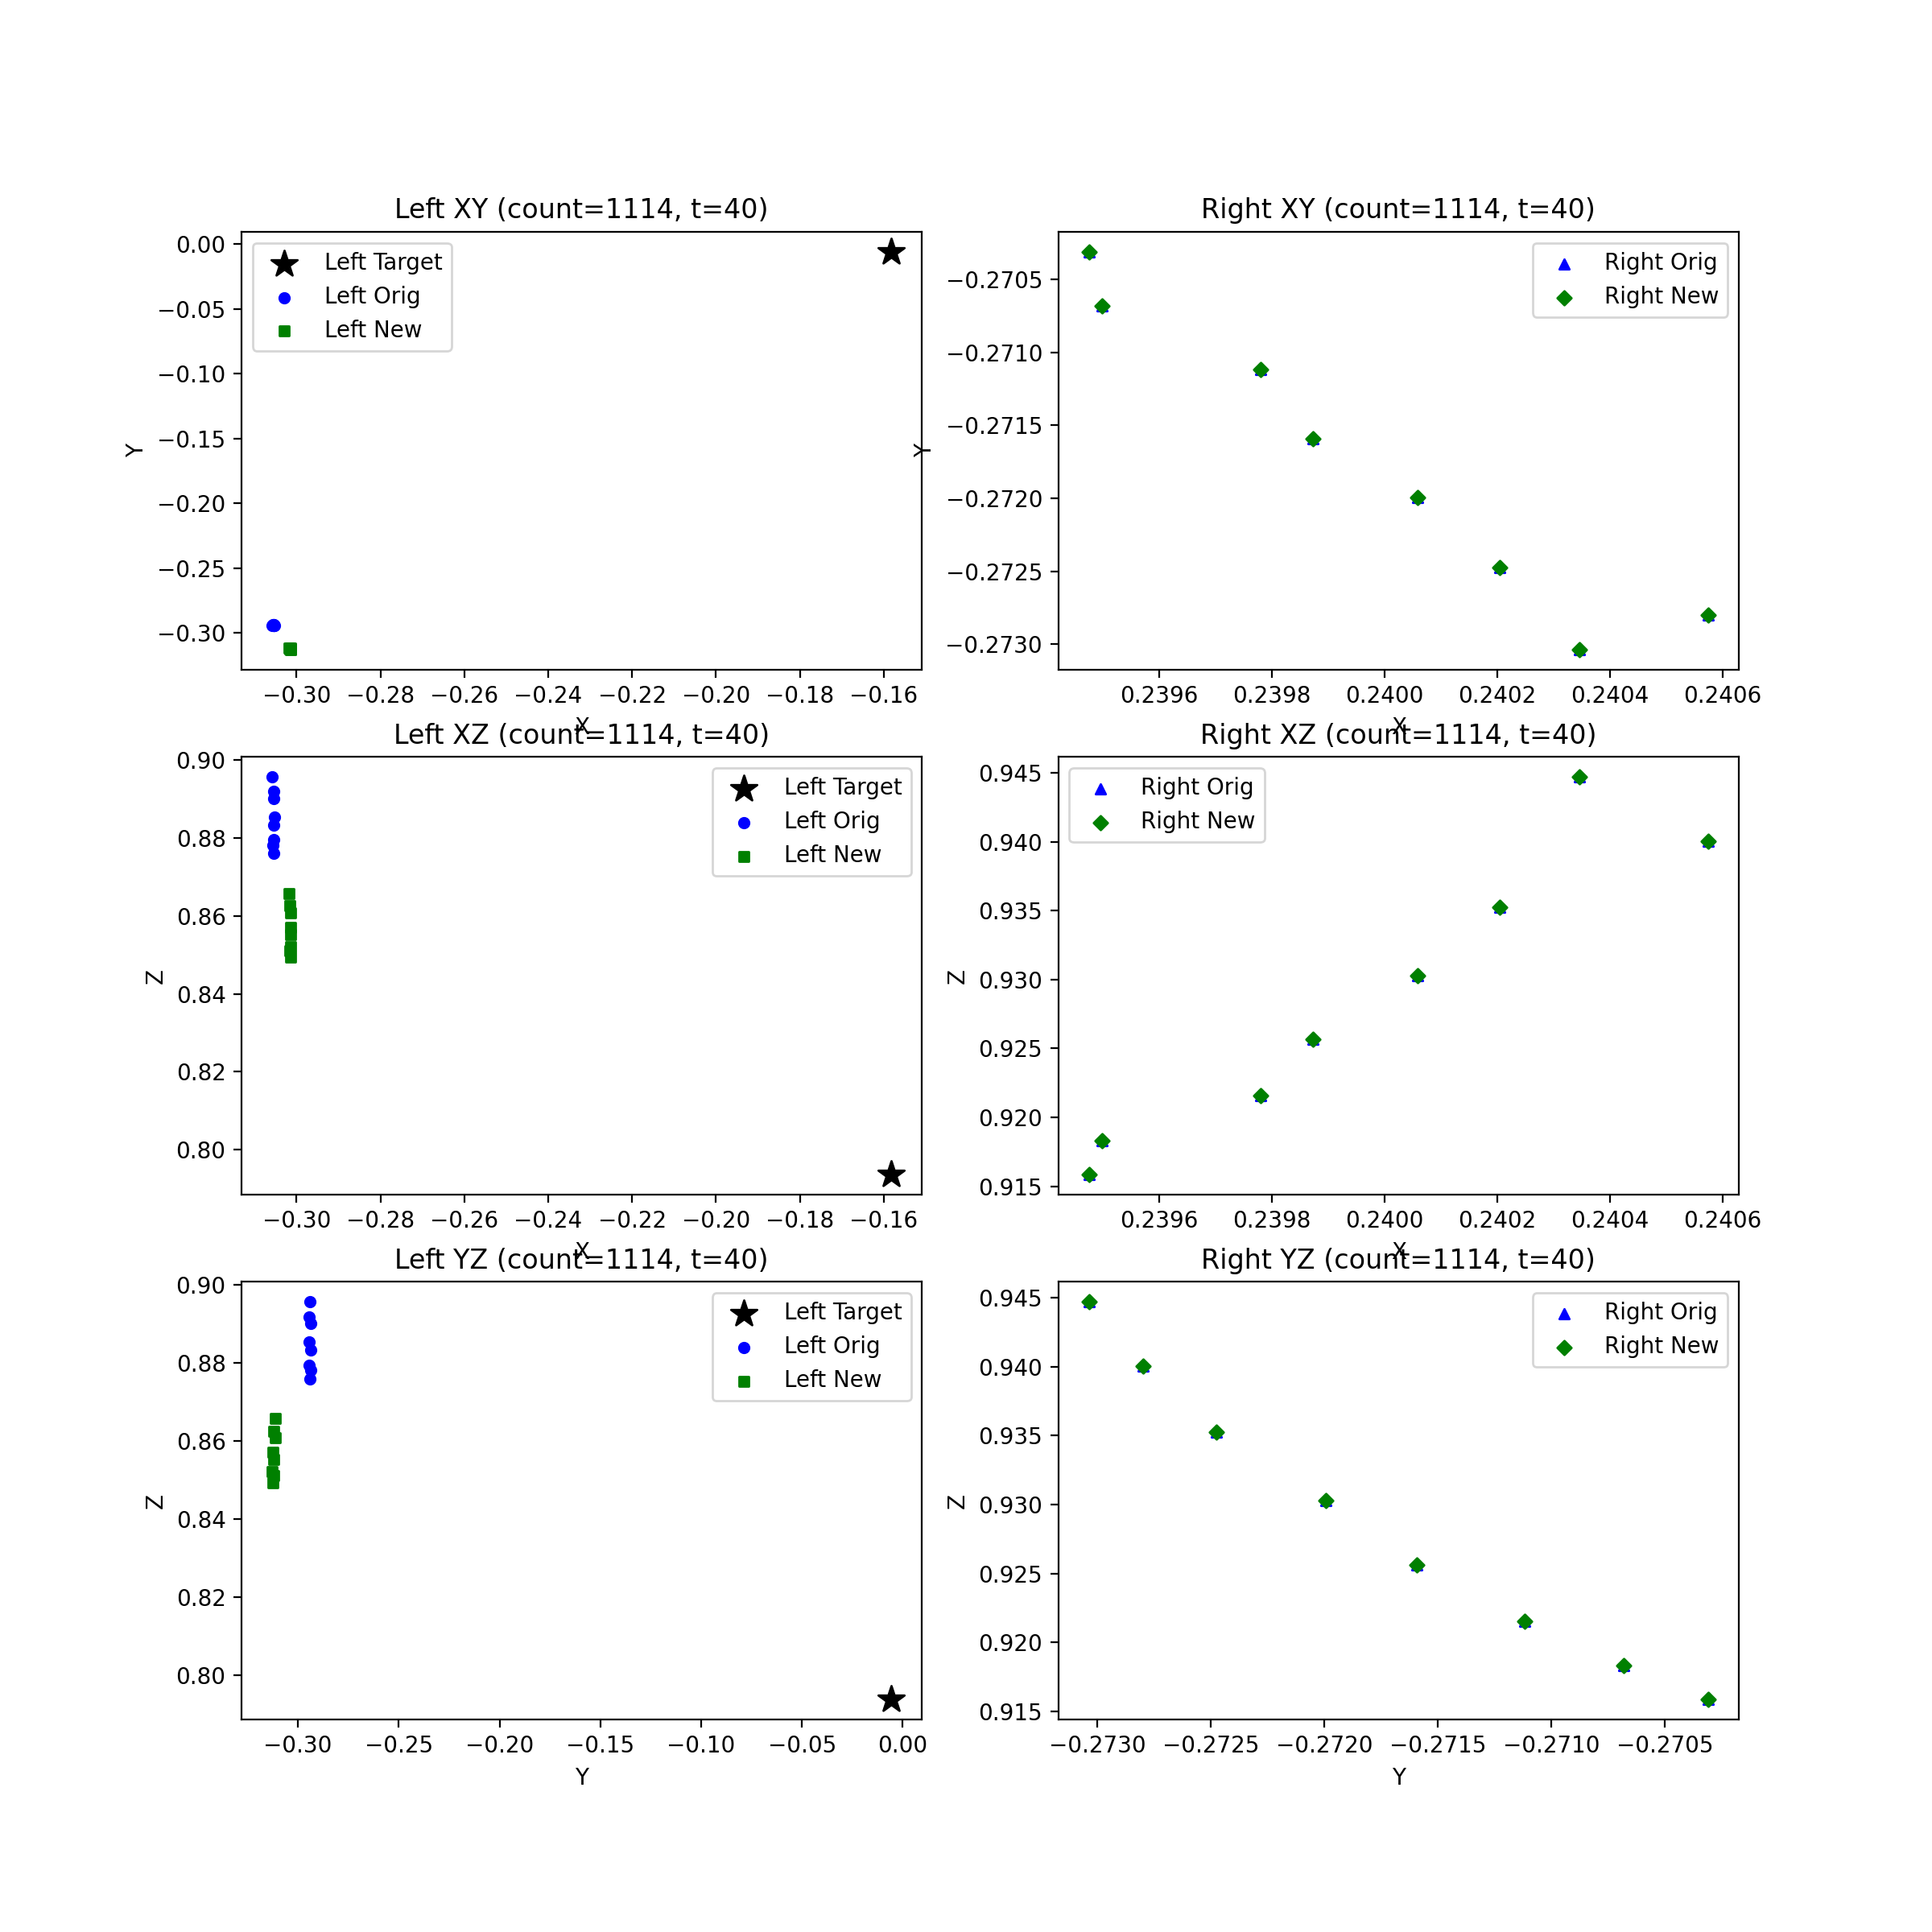 Left XY (count=1114, t=40)
0.00
−0.05
−0.10
−0.15
−0.20
−0.25
−0.30
Y
Left Target
Left Orig
Left New
−0.30 −0.28 −0.26 −0.24 −0.22 −0.20 −0.18 −0.16
X
Right XY (count=1114, t=40)
−0.2705
−0.2710
−0.2715
−0.2720
−0.2725
−0.2730
Y
Right Orig
Right New
0.2396 0.2398 0.2400 0.2402 0.2404 0.2406
X
Left XZ (count=1114, t=40)
0.90
0.88
0.86
0.84
0.82
0.80
Z
Left Target
Left Orig
Left New
−0.30 −0.28 −0.26 −0.24 −0.22 −0.20 −0.18 −0.16
X
Right XZ (count=1114, t=40)
0.945
0.940
0.935
0.930
0.925
0.920
0.915
Z
Right Orig
Right New
0.2396 0.2398 0.2400 0.2402 0.2404 0.2406
X
Left YZ (count=1114, t=40)
0.90
0.88
0.86
0.84
0.82
0.80
Z
Left Target
Left Orig
Left New
−0.30 −0.25 −0.20 −0.15 −0.10 −0.05 0.00
Y
Right YZ (count=1114, t=40)
0.945
0.940
0.935
0.930
0.925
0.920
0.915
Z
Right Orig
Right New
−0.2730 −0.2725 −0.2720 −0.2715 −0.2710 −0.2705
Y